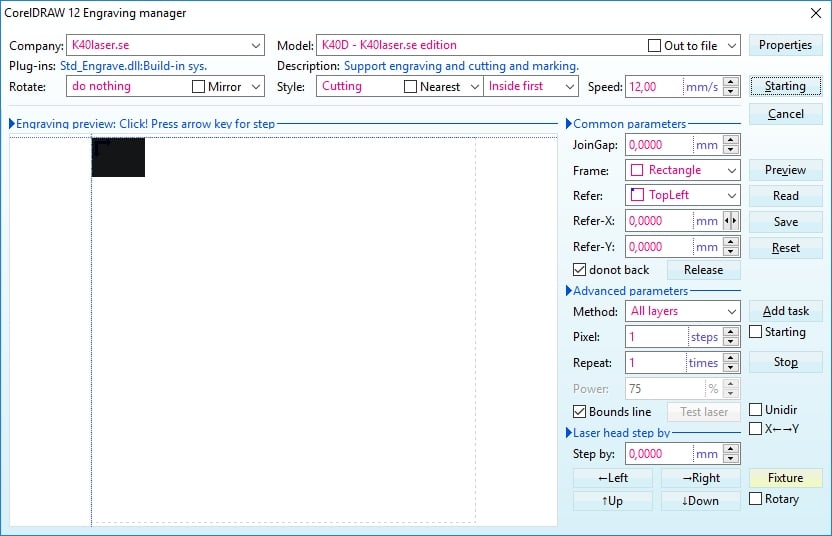 CorelDRAW 12 Engraving manager
Company: K40laser.se Model: K40D - K40laser.se edition Out to file Properties
Plug-ins: Std_Engrave.dll:Build-in sys. Description: Support engraving and cutting and marking.
Rotate: do nothing Mirror Style: Cutting Nearest Inside first Speed: 12,00 mm/s Starting
Cancel
Engraving preview: Click! Press arrow key for step Common parameters
JoinGap: 0,0000 mm
Frame: Rectangle Preview
Refer: TopLeft Read
Refer-X: 0,0000 mm Save
Refer-Y: 0,0000 mm Reset
donot back Release
Advanced parameters
Method: All layers Add task
Pixel: 1 steps Starting
Repeat: 1 times Stop
Power: 75 %
Bounds line Test laser Unidir
Laser head step by X←→Y
Step by: 0,0000 mm
←Left →Right Fixture
↑Up ↓Down Rotary